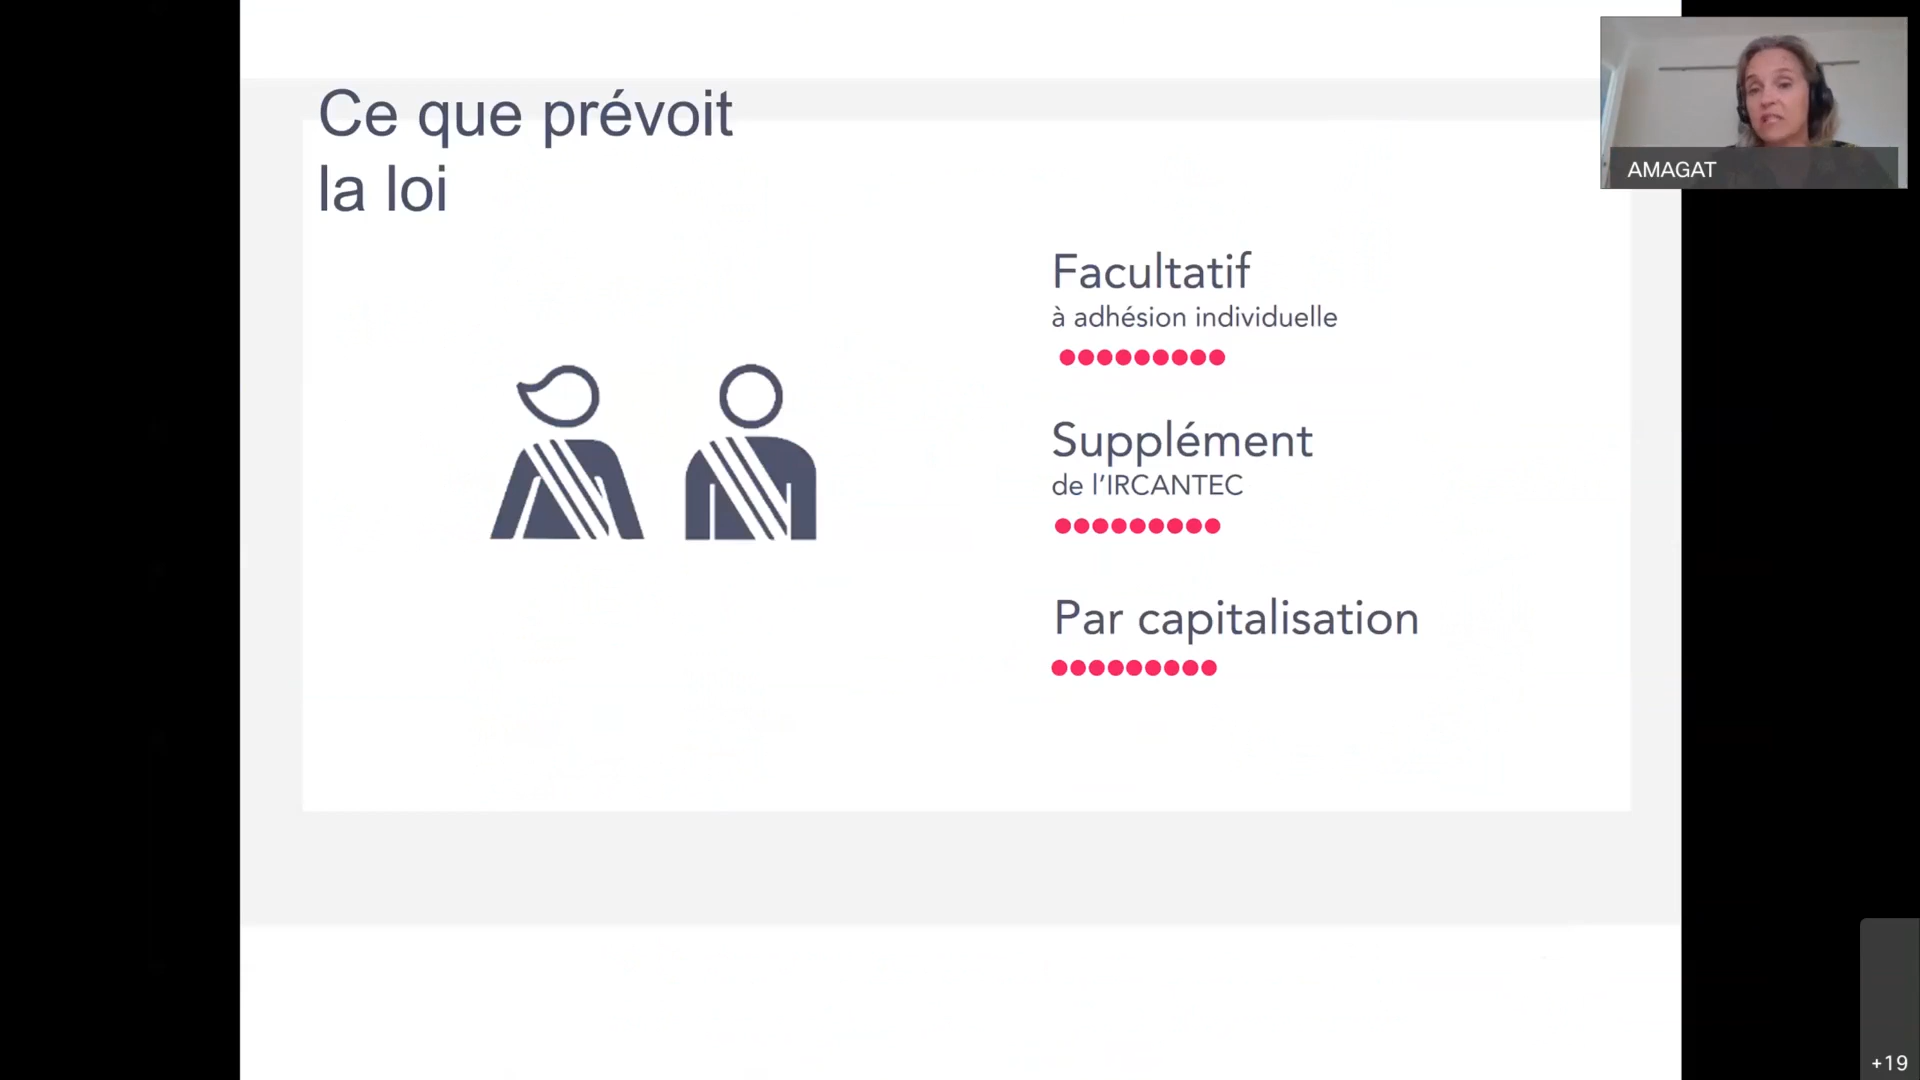 Ce que prévoit
la loi
AMAGAT
Facultatif
à adhésion individuelle
Supplément
de l’IRCANTEC
Par capitalisation
+19